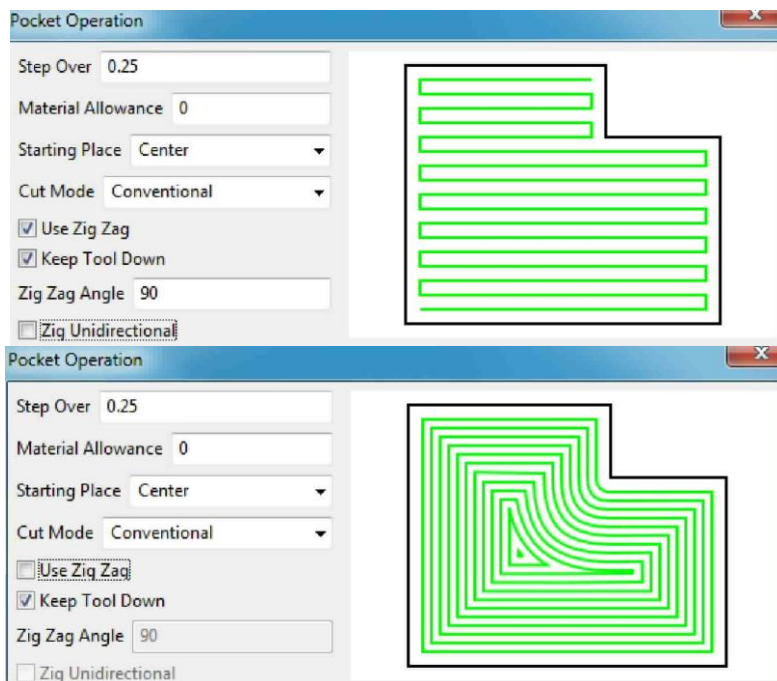 Pocket Operation
Step Over 0.25
Material Allowance 0
Starting Place Center
Cut Mode Conventional
Use Zig Zag
Keep Tool Down
Zig Zag Angle 90
Zig Unidirectional
Pocket Operation
Step Over 0.25
Material Allowance 0
Starting Place Center
Cut Mode Conventional
Use Zig Zag
Keep Tool Down
Zig Zag Angle 90
Zig Unidirectional